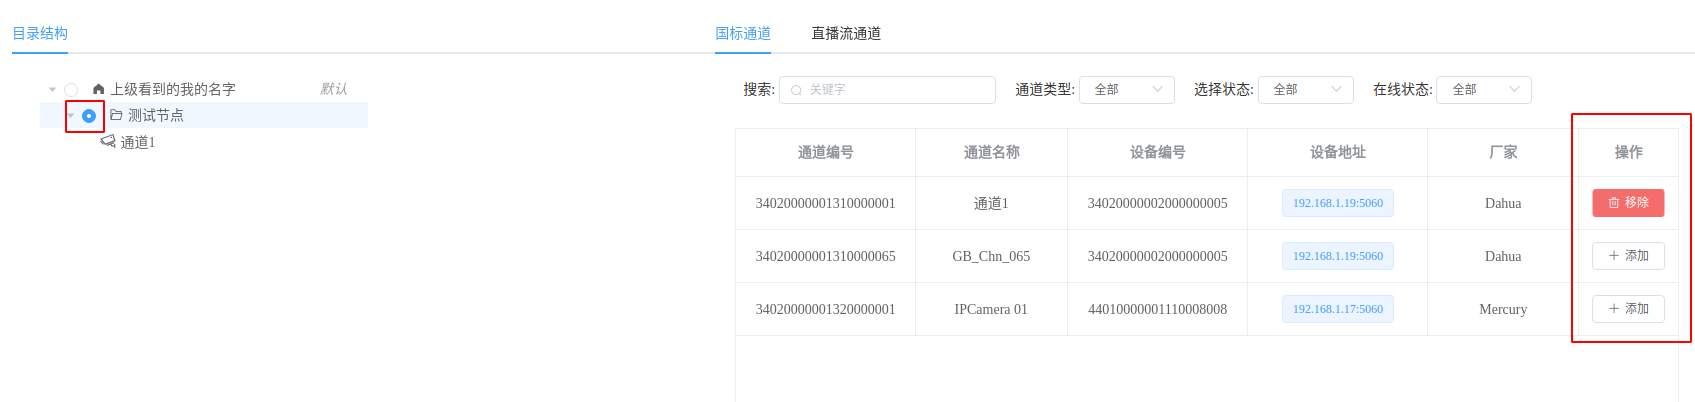 目录结构
上级看到的我的名字 默认
测试节点
通道1
国标通道 直播流通道
搜索: 关键字 通道类型: 全部 选择状态: 全部 在线状态: 全部
通道编号 通道名称 设备编号 设备地址 厂家 操作
34020000001310000001 通道1 34020000002000000005 192.168.1.19:5060 Dahua 移除
34020000001310000065 GB_Chn_065 34020000002000000005 192.168.1.19:5060 Dahua 添加
34020000001320000001 IPCamera 01 44010000001110008008 192.168.1.17:5060 Mercury 添加